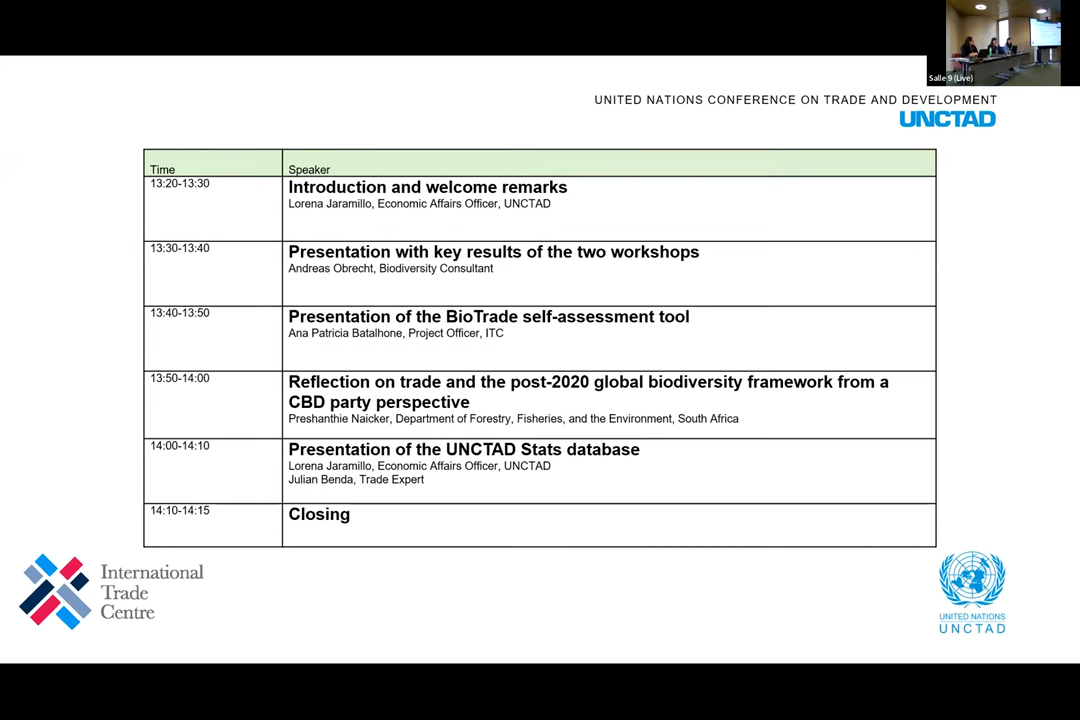 Salle 9 (Live)
UNITED NATIONS CONFERENCE ON TRADE AND DEVELOPMENT
UNCTAD
Time Speaker
13:20-13:30 Introduction and welcome remarks
Lorena Jaramillo, Economic Affairs Officer, UNCTAD
13:30-13:40 Presentation with key results of the two workshops
Andreas Obrecht, Biodiversity Consultant
13:40-13:50 Presentation of the BioTrade self-assessment tool
Ana Patricia Batalhone, Project Officer, ITC
13:50-14:00 Reflection on trade and the post-2020 global biodiversity framework from a
CBD party perspective
Preshanthie Naicker, Department of Forestry, Fisheries, and the Environment, South Africa
14:00-14:10 Presentation of the UNCTAD Stats database
Lorena Jaramillo, Economic Affairs Officer, UNCTAD
Julian Benda, Trade Expert
14:10-14:15 Closing
International
Trade
Centre
UNITED NATIONS
UNCTAD